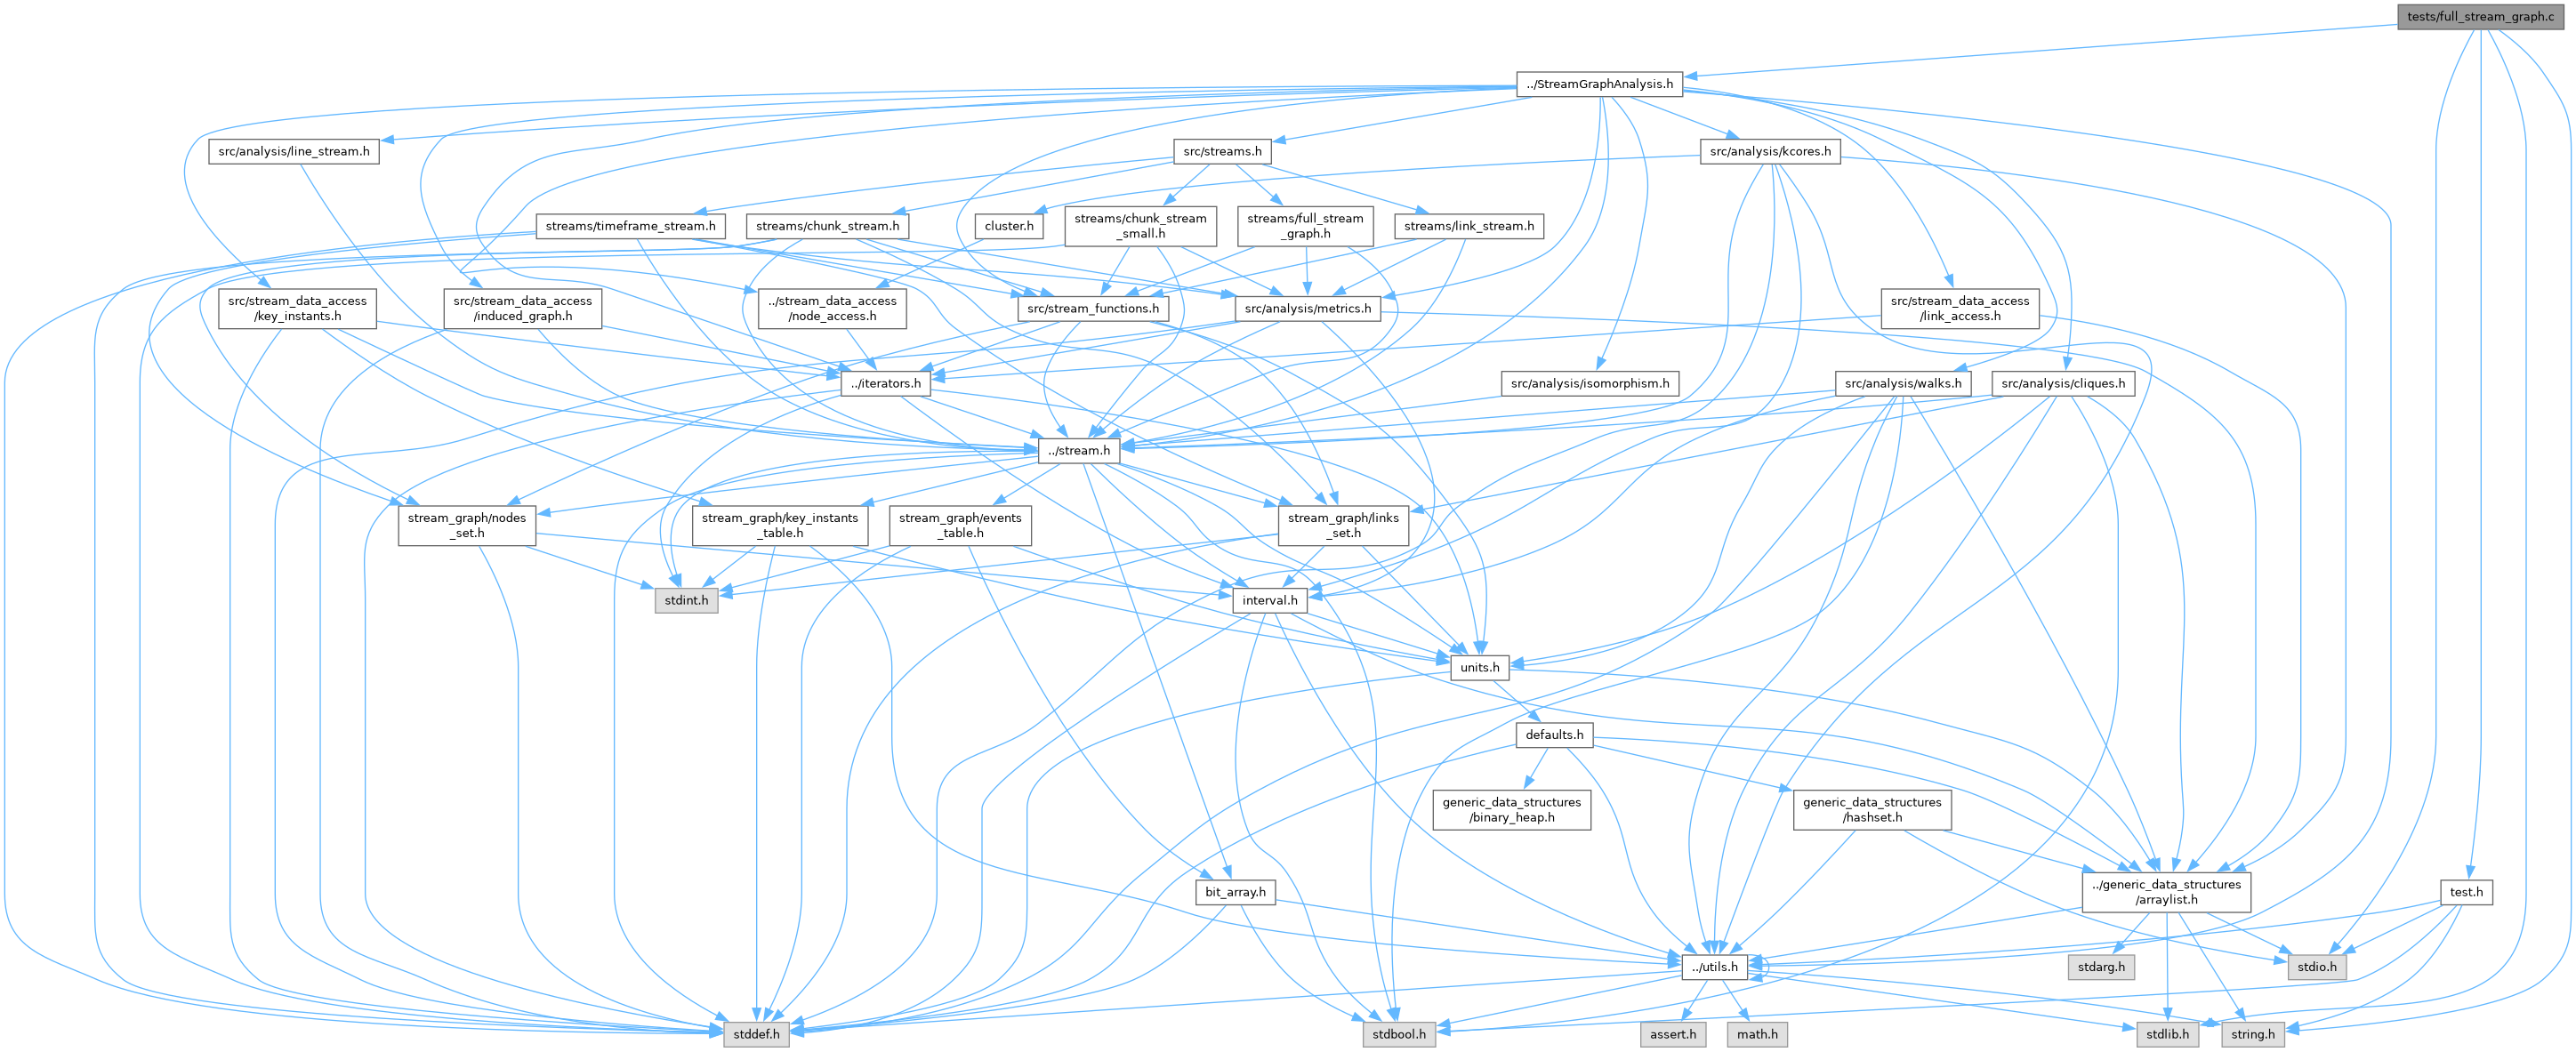 tests/full_stream_graph.c
../StreamGraphAnalysis.h
src/analysis/line_stream.h
src/streams.h
src/analysis/kcores.h
streams/timeframe_stream.h
streams/chunk_stream.h
streams/chunk_stream
_small.h
streams/full_stream
_graph.h
streams/link_stream.h
cluster.h
src/stream_data_access
/key_instants.h
src/stream_data_access
/induced_graph.h
../stream_data_access
/node_access.h
src/stream_functions.h
src/analysis/metrics.h
src/stream_data_access
/link_access.h
../iterators.h
src/analysis/isomorphism.h
src/analysis/walks.h
src/analysis/cliques.h
../stream.h
stream_graph/nodes
_set.h
stream_graph/key_instants
_table.h
stream_graph/events
_table.h
stream_graph/links
_set.h
stdint.h
interval.h
units.h
defaults.h
generic_data_structures
/binary_heap.h
generic_data_structures
/hashset.h
bit_array.h
../generic_data_structures
/arraylist.h
test.h
../utils.h
stdarg.h
stdio.h
stddef.h
stdbool.h
assert.h
math.h
stdlib.h
string.h